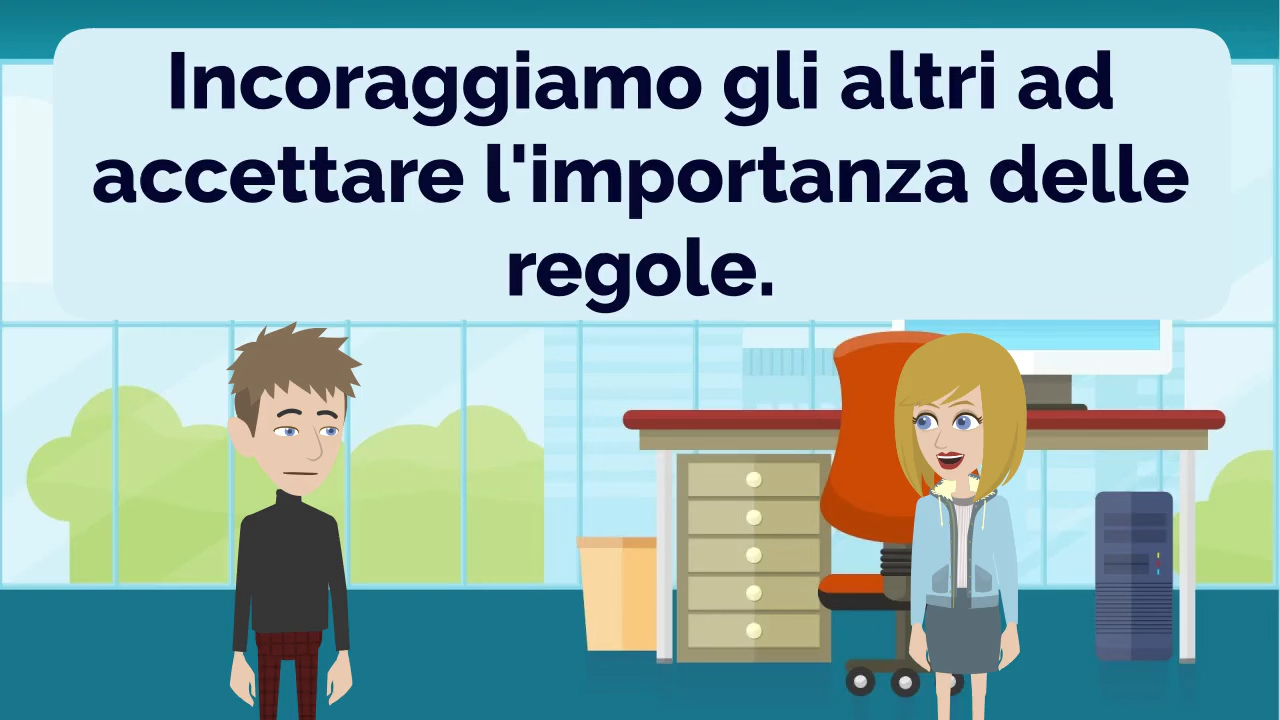 Incoraggiamo gli altri ad
accettare l'importanza delle
regole.